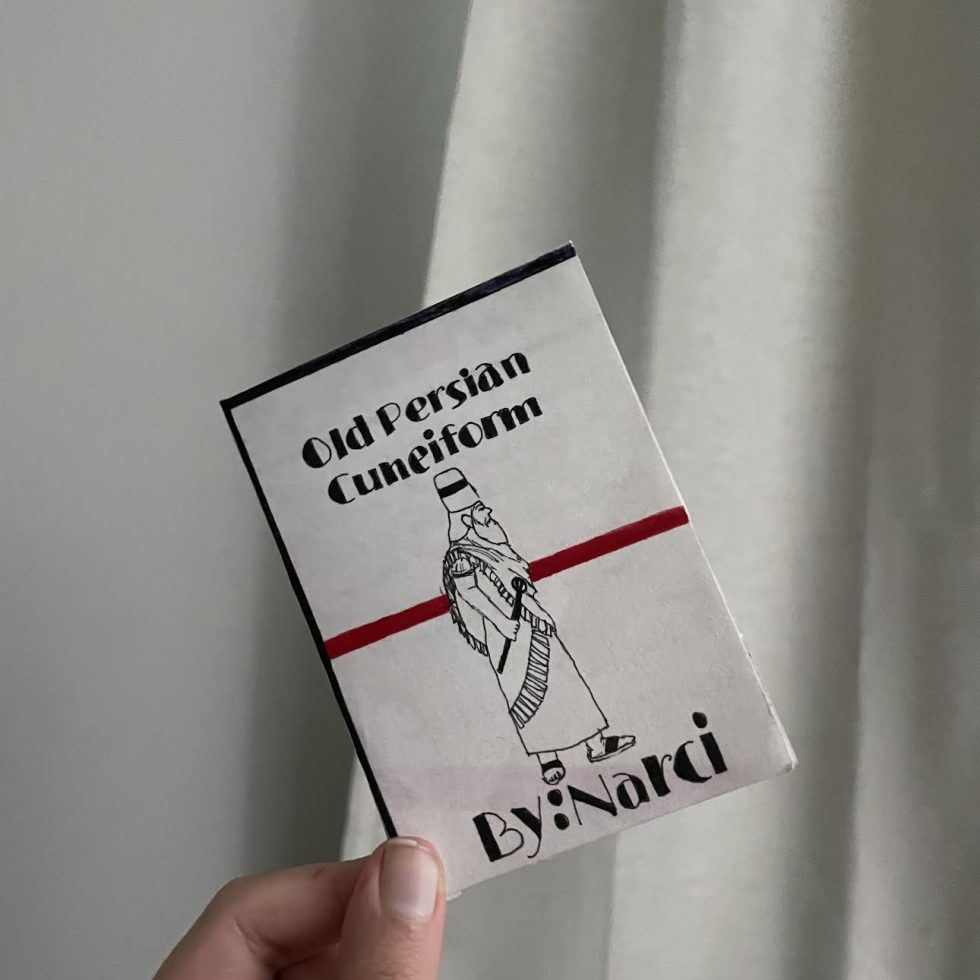 Old Persian
Cuneiform
By:Narci